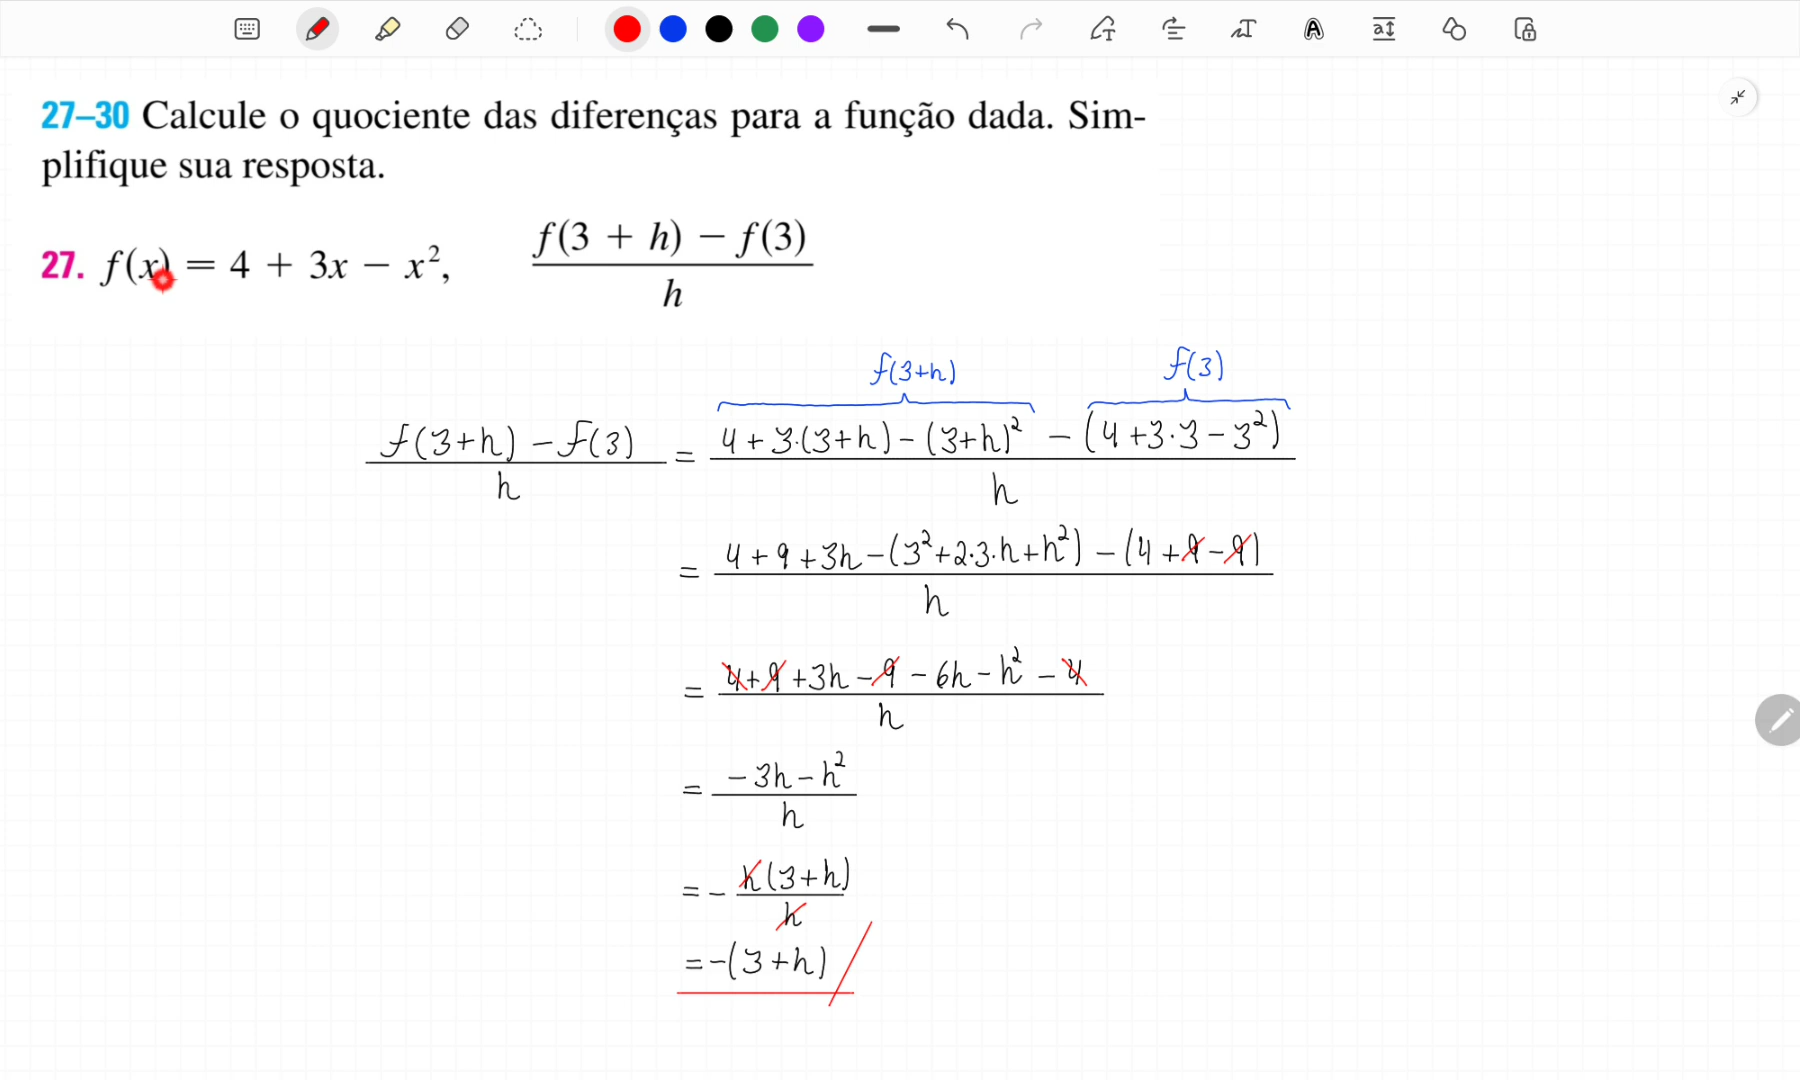 27–30 Calcule o quociente das diferenças para a função dada. Sim-
plifique sua resposta.
27. f(x) = 4 + 3x − x², (f(3 + h) − f(3))/h
f(3+h) f(3)
(f(3+h) − f(3))/h = (4 + 3·(3+h) − (3+h)² − (4 + 3·3 − 3²))/h
= (4 + 9 + 3h − (3² + 2·3·h + h²) − (4 + 9 − 9))/h
= (4 + 9 + 3h − 9 − 6h − h² − 4)/h
= (−3h − h²)/h
= − h(3+h)/h
= −(3+h)